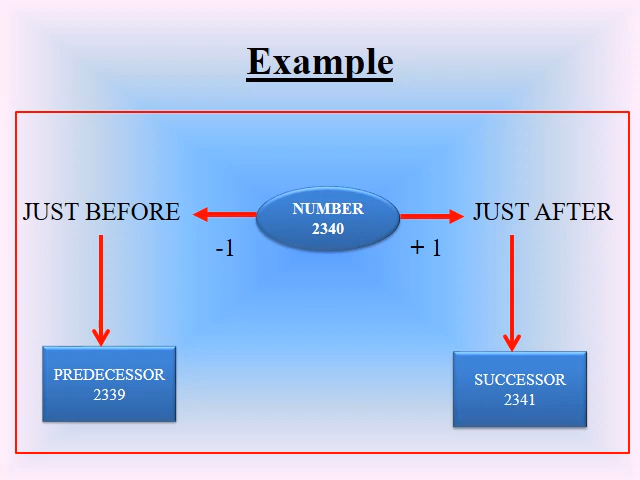 Example
JUST BEFORE
NUMBER
2340
JUST AFTER
-1
+ 1
PREDECESSOR
2339
SUCCESSOR
2341